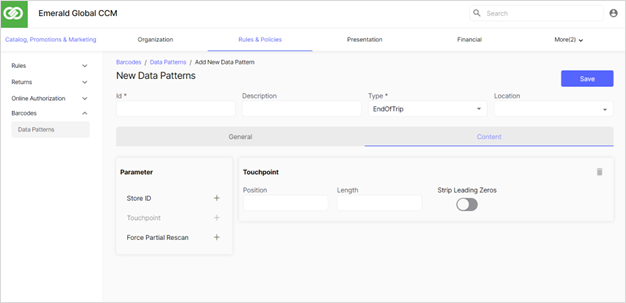 Emerald Global CCM
Search
Catalog, Promotions & Marketing
Organization
Rules & Policies
Presentation
Financial
More(2)
Rules
Returns
Online Authorization
Barcodes
Data Patterns
Barcodes / Data Patterns / Add New Data Pattern
New Data Patterns
Save
Id *
Description
Type *
Location
EndOfTrip
General
Content
Parameter
Store ID +
Touchpoint +
Force Partial Rescan +
Touchpoint
Position
Length
Strip Leading Zeros